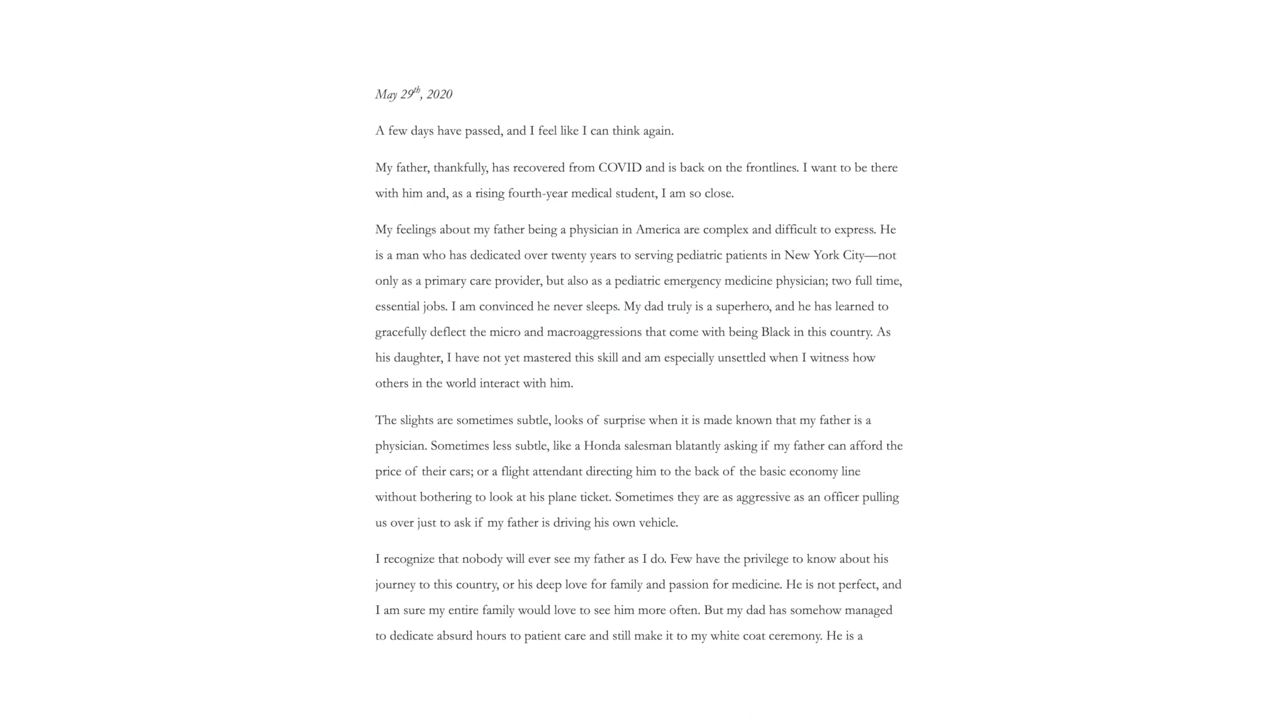 May 29th, 2020
A few days have passed, and I feel like I can think again.
My father, thankfully, has recovered from COVID and is back on the frontlines. I want to be there
with him and, as a rising fourth-year medical student, I am so close.
My feelings about my father being a physician in America are complex and difficult to express. He
is a man who has dedicated over twenty years to serving pediatric patients in New York City—not
only as a primary care provider, but also as a pediatric emergency medicine physician; two full time,
essential jobs. I am convinced he never sleeps. My dad truly is a superhero, and he has learned to
gracefully deflect the micro and macroaggressions that come with being Black in this country. As
his daughter, I have not yet mastered this skill and am especially unsettled when I witness how
others in the world interact with him.
The slights are sometimes subtle, looks of surprise when it is made known that my father is a
physician. Sometimes less subtle, like a Honda salesman blatantly asking if my father can afford the
price of their cars; or a flight attendant directing him to the back of the basic economy line
without bothering to look at his plane ticket. Sometimes they are as aggressive as an officer pulling
us over just to ask if my father is driving his own vehicle.
I recognize that nobody will ever see my father as I do. Few have the privilege to know about his
journey to this country, or his deep love for family and passion for medicine. He is not perfect, and
I am sure my entire family would love to see him more often. But my dad has somehow managed
to dedicate absurd hours to patient care and still make it to my white coat ceremony. He is a